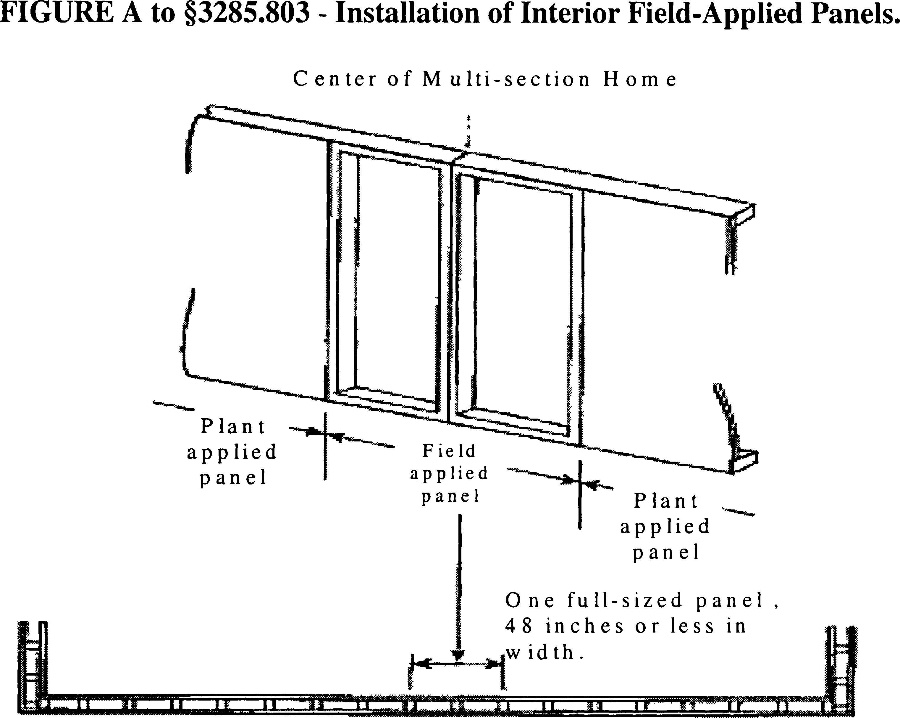 FIGURE A to §3285.803 - Installation of Interior Field-Applied Panels.
Center of Multi-section Home
Plant
applied
panel
Field
applied
panel
Plant
applied
panel
One full-sized panel,
48 inches or less in
width.